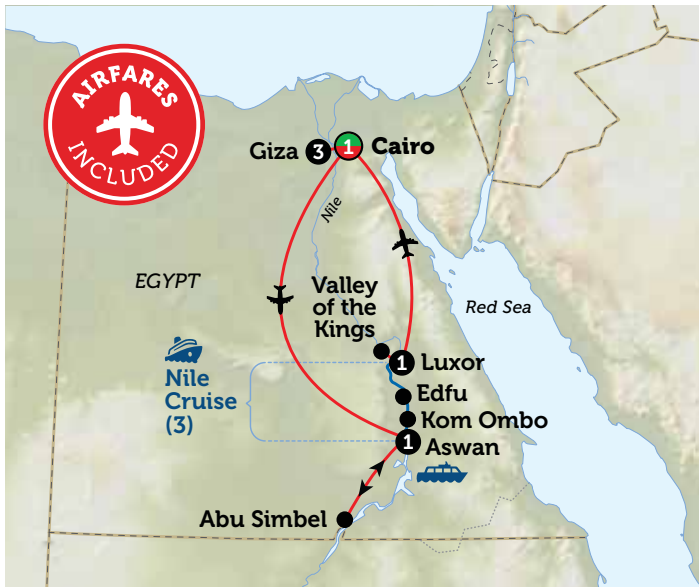 AIRFARES
INCLUDED
Giza 3
1 Cairo
Nile
EGYPT
Valley
of the
Kings
Red Sea
Nile
Cruise
(3)
1 Luxor
Edfu
Kom Ombo
1 Aswan
Abu Simbel